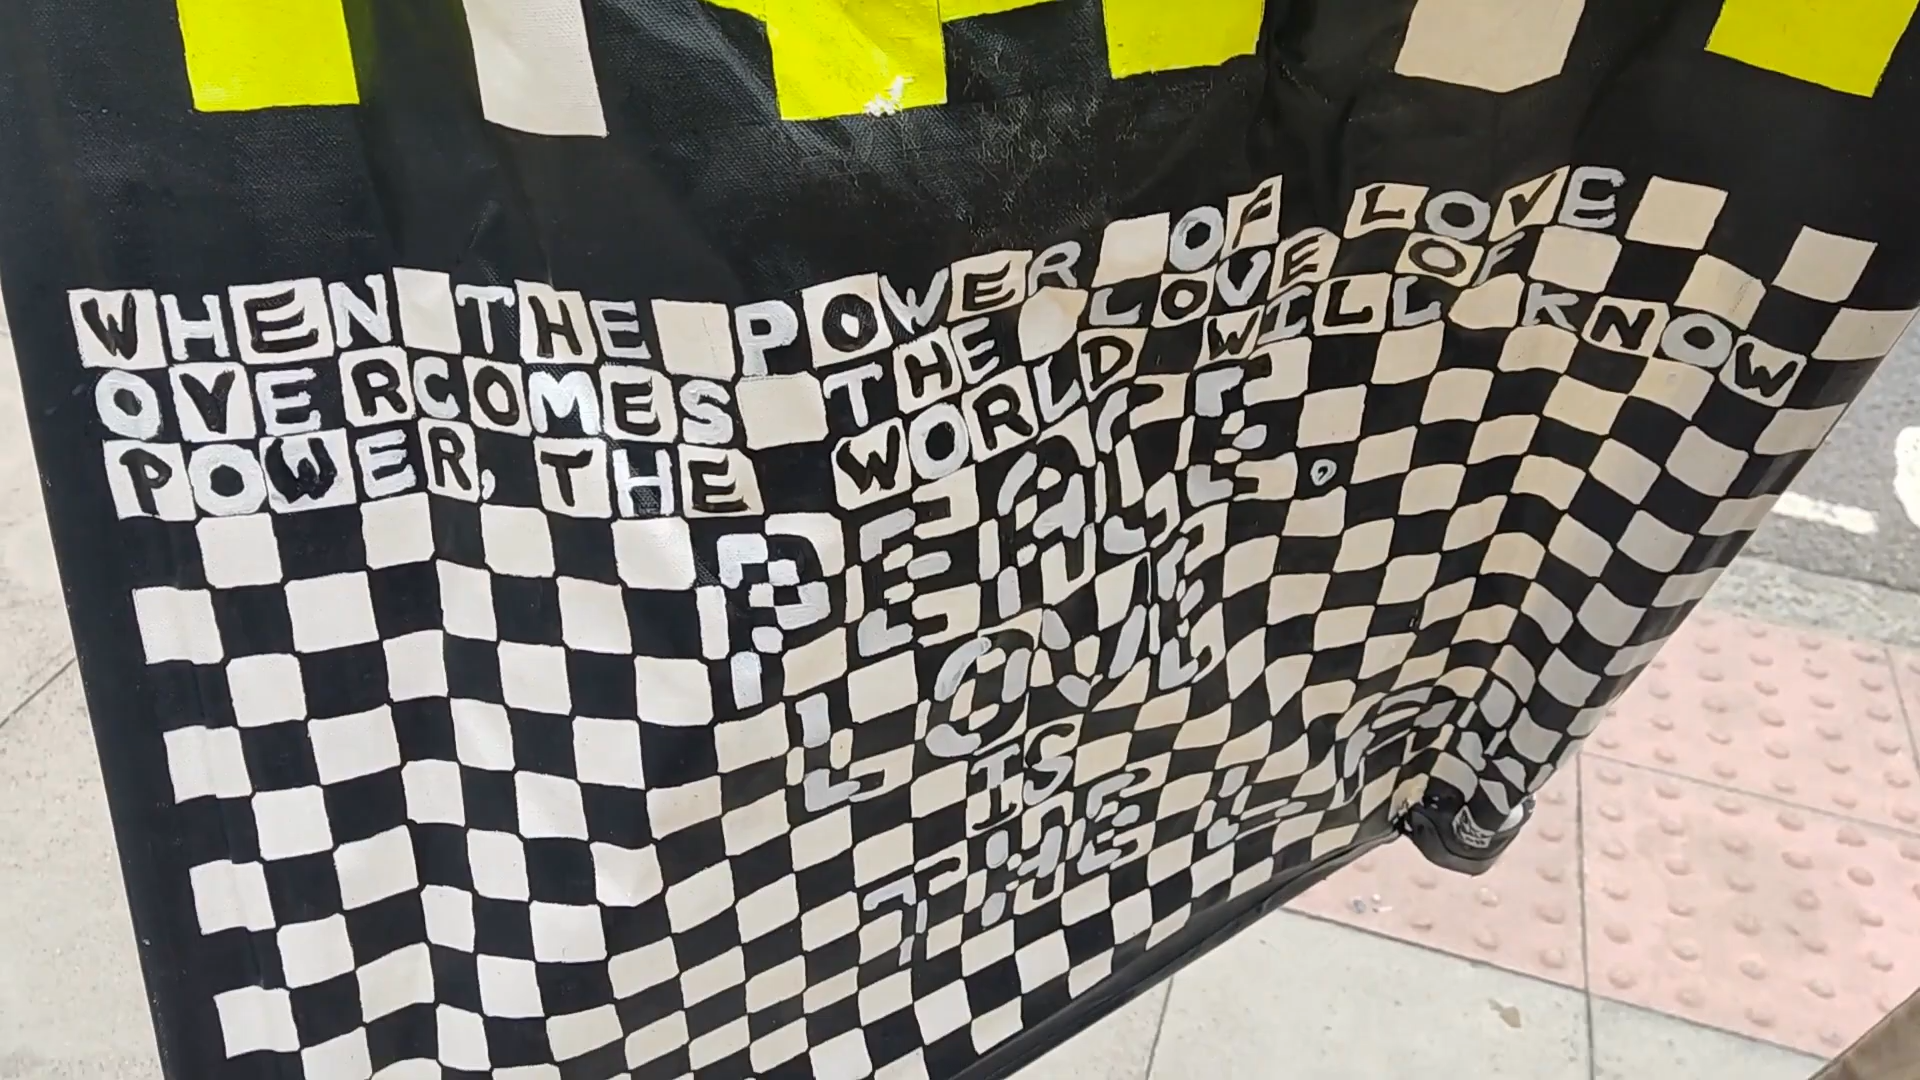 WHEN THE POWER OF LOVE
OVERCOMES THE LOVE OF
POWER, THE WORLD WILL KNOW
PEACE.
LOVE
IS
THE